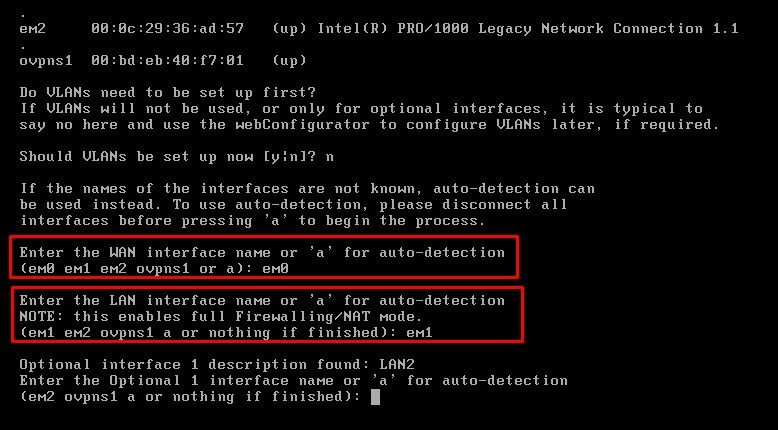 .
em2 00:0c:29:36:ad:57 (up) Intel(R) PRO/1000 Legacy Network Connection 1.1
.
ovpns1 00:bd:eb:40:f7:01 (up)
Do VLANs need to be set up first?
If VLANs will not be used, or only for optional interfaces, it is typical to
say no here and use the webConfigurator to configure VLANs later, if required.
Should VLANs be set up now [y¦n]? n
If the names of the interfaces are not known, auto-detection can
be used instead. To use auto-detection, please disconnect all
interfaces before pressing 'a' to begin the process.
Enter the WAN interface name or 'a' for auto-detection
(em0 em1 em2 ovpns1 or a): em0
Enter the LAN interface name or 'a' for auto-detection
NOTE: this enables full Firewalling/NAT mode.
(em1 em2 ovpns1 a or nothing if finished): em1
Optional interface 1 description found: LAN2
Enter the Optional 1 interface name or 'a' for auto-detection
(em2 ovpns1 a or nothing if finished):